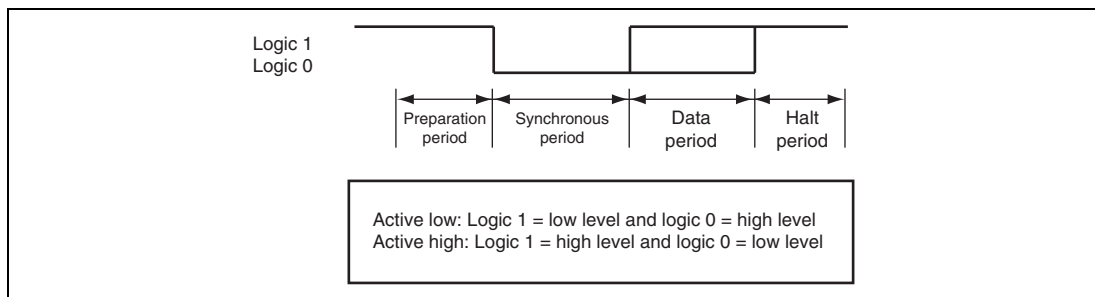 Logic 1
Logic 0
Preparation period
Synchronous period
Data period
Halt period
Active low: Logic 1 = low level and logic 0 = high level
Active high: Logic 1 = high level and logic 0 = low level